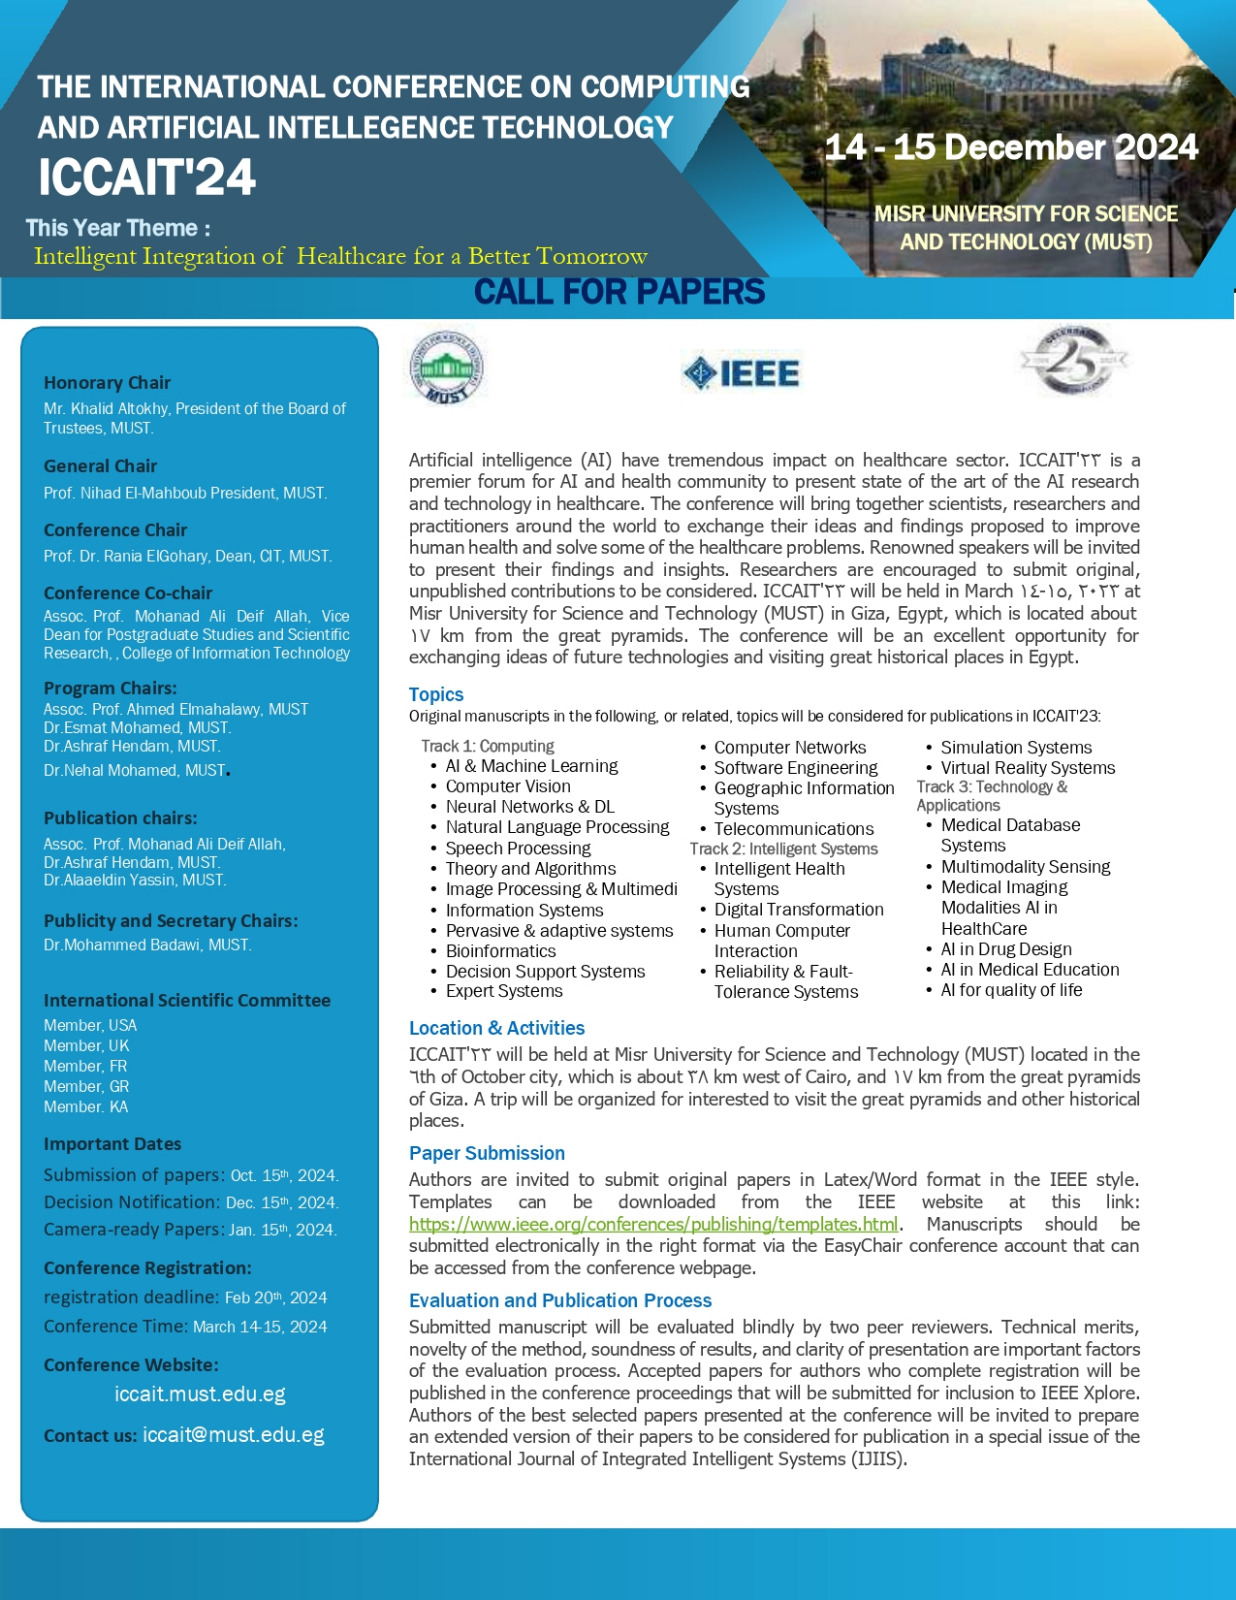 THE INTERNATIONAL CONFERENCE ON COMPUTING
AND ARTIFICIAL INTELLEGENCE TECHNOLOGY
ICCAIT'24
This Year Theme :
Intelligent Integration of Healthcare for a Better Tomorrow
14 - 15 December 2024
MISR UNIVERSITY FOR SCIENCE
AND TECHNOLOGY (MUST)
CALL FOR PAPERS
Honorary Chair
Mr. Khalid Altokhy, President of the Board of
Trustees, MUST.
General Chair
Prof. Nihad El-Mahboub President, MUST.
Conference Chair
Prof. Dr. Rania ElGohary, Dean, CIT, MUST.
Conference Co-chair
Assoc. Prof. Mohanad Ali Deif Allah, Vice
Dean for Postgraduate Studies and Scientific
Research, , College of Information Technology
Program Chairs:
Assoc. Prof. Ahmed Elmahalawy, MUST
Dr.Esmat Mohamed, MUST.
Dr.Ashraf Hendam, MUST.
Dr.Nehal Mohamed, MUST.
Publication chairs:
Assoc. Prof. Mohanad Ali Deif Allah,
Dr.Ashraf Hendam, MUST.
Dr.Alaaeldin Yassin, MUST.
Publicity and Secretary Chairs:
Dr.Mohammed Badawi, MUST.
International Scientific Committee
Member, USA
Member, UK
Member, FR
Member, GR
Member. KA
Important Dates
Submission of papers: Oct. 15th, 2024.
Decision Notification: Dec. 15th, 2024.
Camera-ready Papers: Jan. 15th, 2024.
Conference Registration:
registration deadline: Feb 20th, 2024
Conference Time: March 14-15, 2024
Conference Website:
iccait.must.edu.eg
Contact us: iccait@must.edu.eg
MUST
IEEE
25
Artificial intelligence (AI) have tremendous impact on healthcare sector. ICCAIT'٢٣ is a
premier forum for AI and health community to present state of the art of the AI research
and technology in healthcare. The conference will bring together scientists, researchers and
practitioners around the world to exchange their ideas and findings proposed to improve
human health and solve some of the healthcare problems. Renowned speakers will be invited
to present their findings and insights. Researchers are encouraged to submit original,
unpublished contributions to be considered. ICCAIT'٢٣ will be held in March ١٤-١٥, ٢٠٢٣ at
Misr University for Science and Technology (MUST) in Giza, Egypt, which is located about
١٧ km from the great pyramids. The conference will be an excellent opportunity for
exchanging ideas of future technologies and visiting great historical places in Egypt.
Topics
Original manuscripts in the following, or related, topics will be considered for publications in ICCAIT'23:
Track 1: Computing
• AI & Machine Learning
• Computer Vision
• Neural Networks & DL
• Natural Language Processing
• Speech Processing
• Theory and Algorithms
• Image Processing & Multimedi
• Information Systems
• Pervasive & adaptive systems
• Bioinformatics
• Decision Support Systems
• Expert Systems
• Computer Networks
• Software Engineering
• Geographic Information
Systems
• Telecommunications
Track 2: Intelligent Systems
• Intelligent Health
Systems
• Digital Transformation
• Human Computer
Interaction
• Reliability & Fault-
Tolerance Systems
• Simulation Systems
• Virtual Reality Systems
Track 3: Technology &
Applications
• Medical Database
Systems
• Multimodality Sensing
• Medical Imaging
Modalities AI in
HealthCare
• AI in Drug Design
• AI in Medical Education
• AI for quality of life
Location & Activities
ICCAIT'٢٣ will be held at Misr University for Science and Technology (MUST) located in the
٦th of October city, which is about ٣٨ km west of Cairo, and ١٧ km from the great pyramids
of Giza. A trip will be organized for interested to visit the great pyramids and other historical
places.
Paper Submission
Authors are invited to submit original papers in Latex/Word format in the IEEE style.
Templates can be downloaded from the IEEE website at this link:
https://www.ieee.org/conferences/publishing/templates.html. Manuscripts should be
submitted electronically in the right format via the EasyChair conference account that can
be accessed from the conference webpage.
Evaluation and Publication Process
Submitted manuscript will be evaluated blindly by two peer reviewers. Technical merits,
novelty of the method, soundness of results, and clarity of presentation are important factors
of the evaluation process. Accepted papers for authors who complete registration will be
published in the conference proceedings that will be submitted for inclusion to IEEE Xplore.
Authors of the best selected papers presented at the conference will be invited to prepare
an extended version of their papers to be considered for publication in a special issue of the
International Journal of Integrated Intelligent Systems (IJIIS).